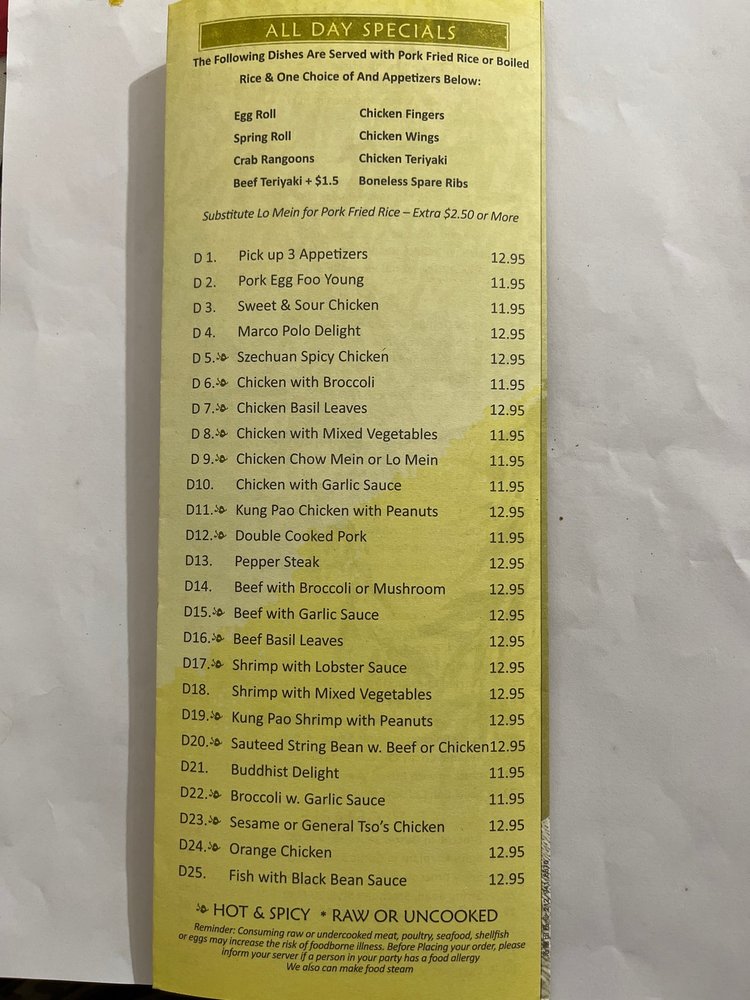 ALL DAY SPECIALS
The Following Dishes Are Served with Pork Fried Rice or Boiled
Rice & One Choice of And Appetizers Below:
Egg Roll Chicken Fingers
Spring Roll Chicken Wings
Crab Rangoons Chicken Teriyaki
Beef Teriyaki + $1.5 Boneless Spare Ribs
Substitute Lo Mein for Pork Fried Rice – Extra $2.50 or More
D 1. Pick up 3 Appetizers 12.95
D 2. Pork Egg Foo Young 11.95
D 3. Sweet & Sour Chicken 11.95
D 4. Marco Polo Delight 12.95
D 5. Szechuan Spicy Chicken 12.95
D 6. Chicken with Broccoli 11.95
D 7. Chicken Basil Leaves 12.95
D 8. Chicken with Mixed Vegetables 11.95
D 9. Chicken Chow Mein or Lo Mein 11.95
D10. Chicken with Garlic Sauce 11.95
D11. Kung Pao Chicken with Peanuts 12.95
D12. Double Cooked Pork 11.95
D13. Pepper Steak 12.95
D14. Beef with Broccoli or Mushroom 12.95
D15. Beef with Garlic Sauce 12.95
D16. Beef Basil Leaves 12.95
D17. Shrimp with Lobster Sauce 12.95
D18. Shrimp with Mixed Vegetables 12.95
D19. Kung Pao Shrimp with Peanuts 12.95
D20. Sauteed String Bean w. Beef or Chicken 12.95
D21. Buddhist Delight 11.95
D22. Broccoli w. Garlic Sauce 11.95
D23. Sesame or General Tso's Chicken 12.95
D24. Orange Chicken 12.95
D25. Fish with Black Bean Sauce 12.95
HOT & SPICY * RAW OR UNCOOKED
Reminder: Consuming raw or undercooked meat, poultry, seafood, shellfish
or eggs may increase the risk of foodborne illness. Before Placing your order, please
inform your server if a person in your party has a food allergy
We also can make food steam